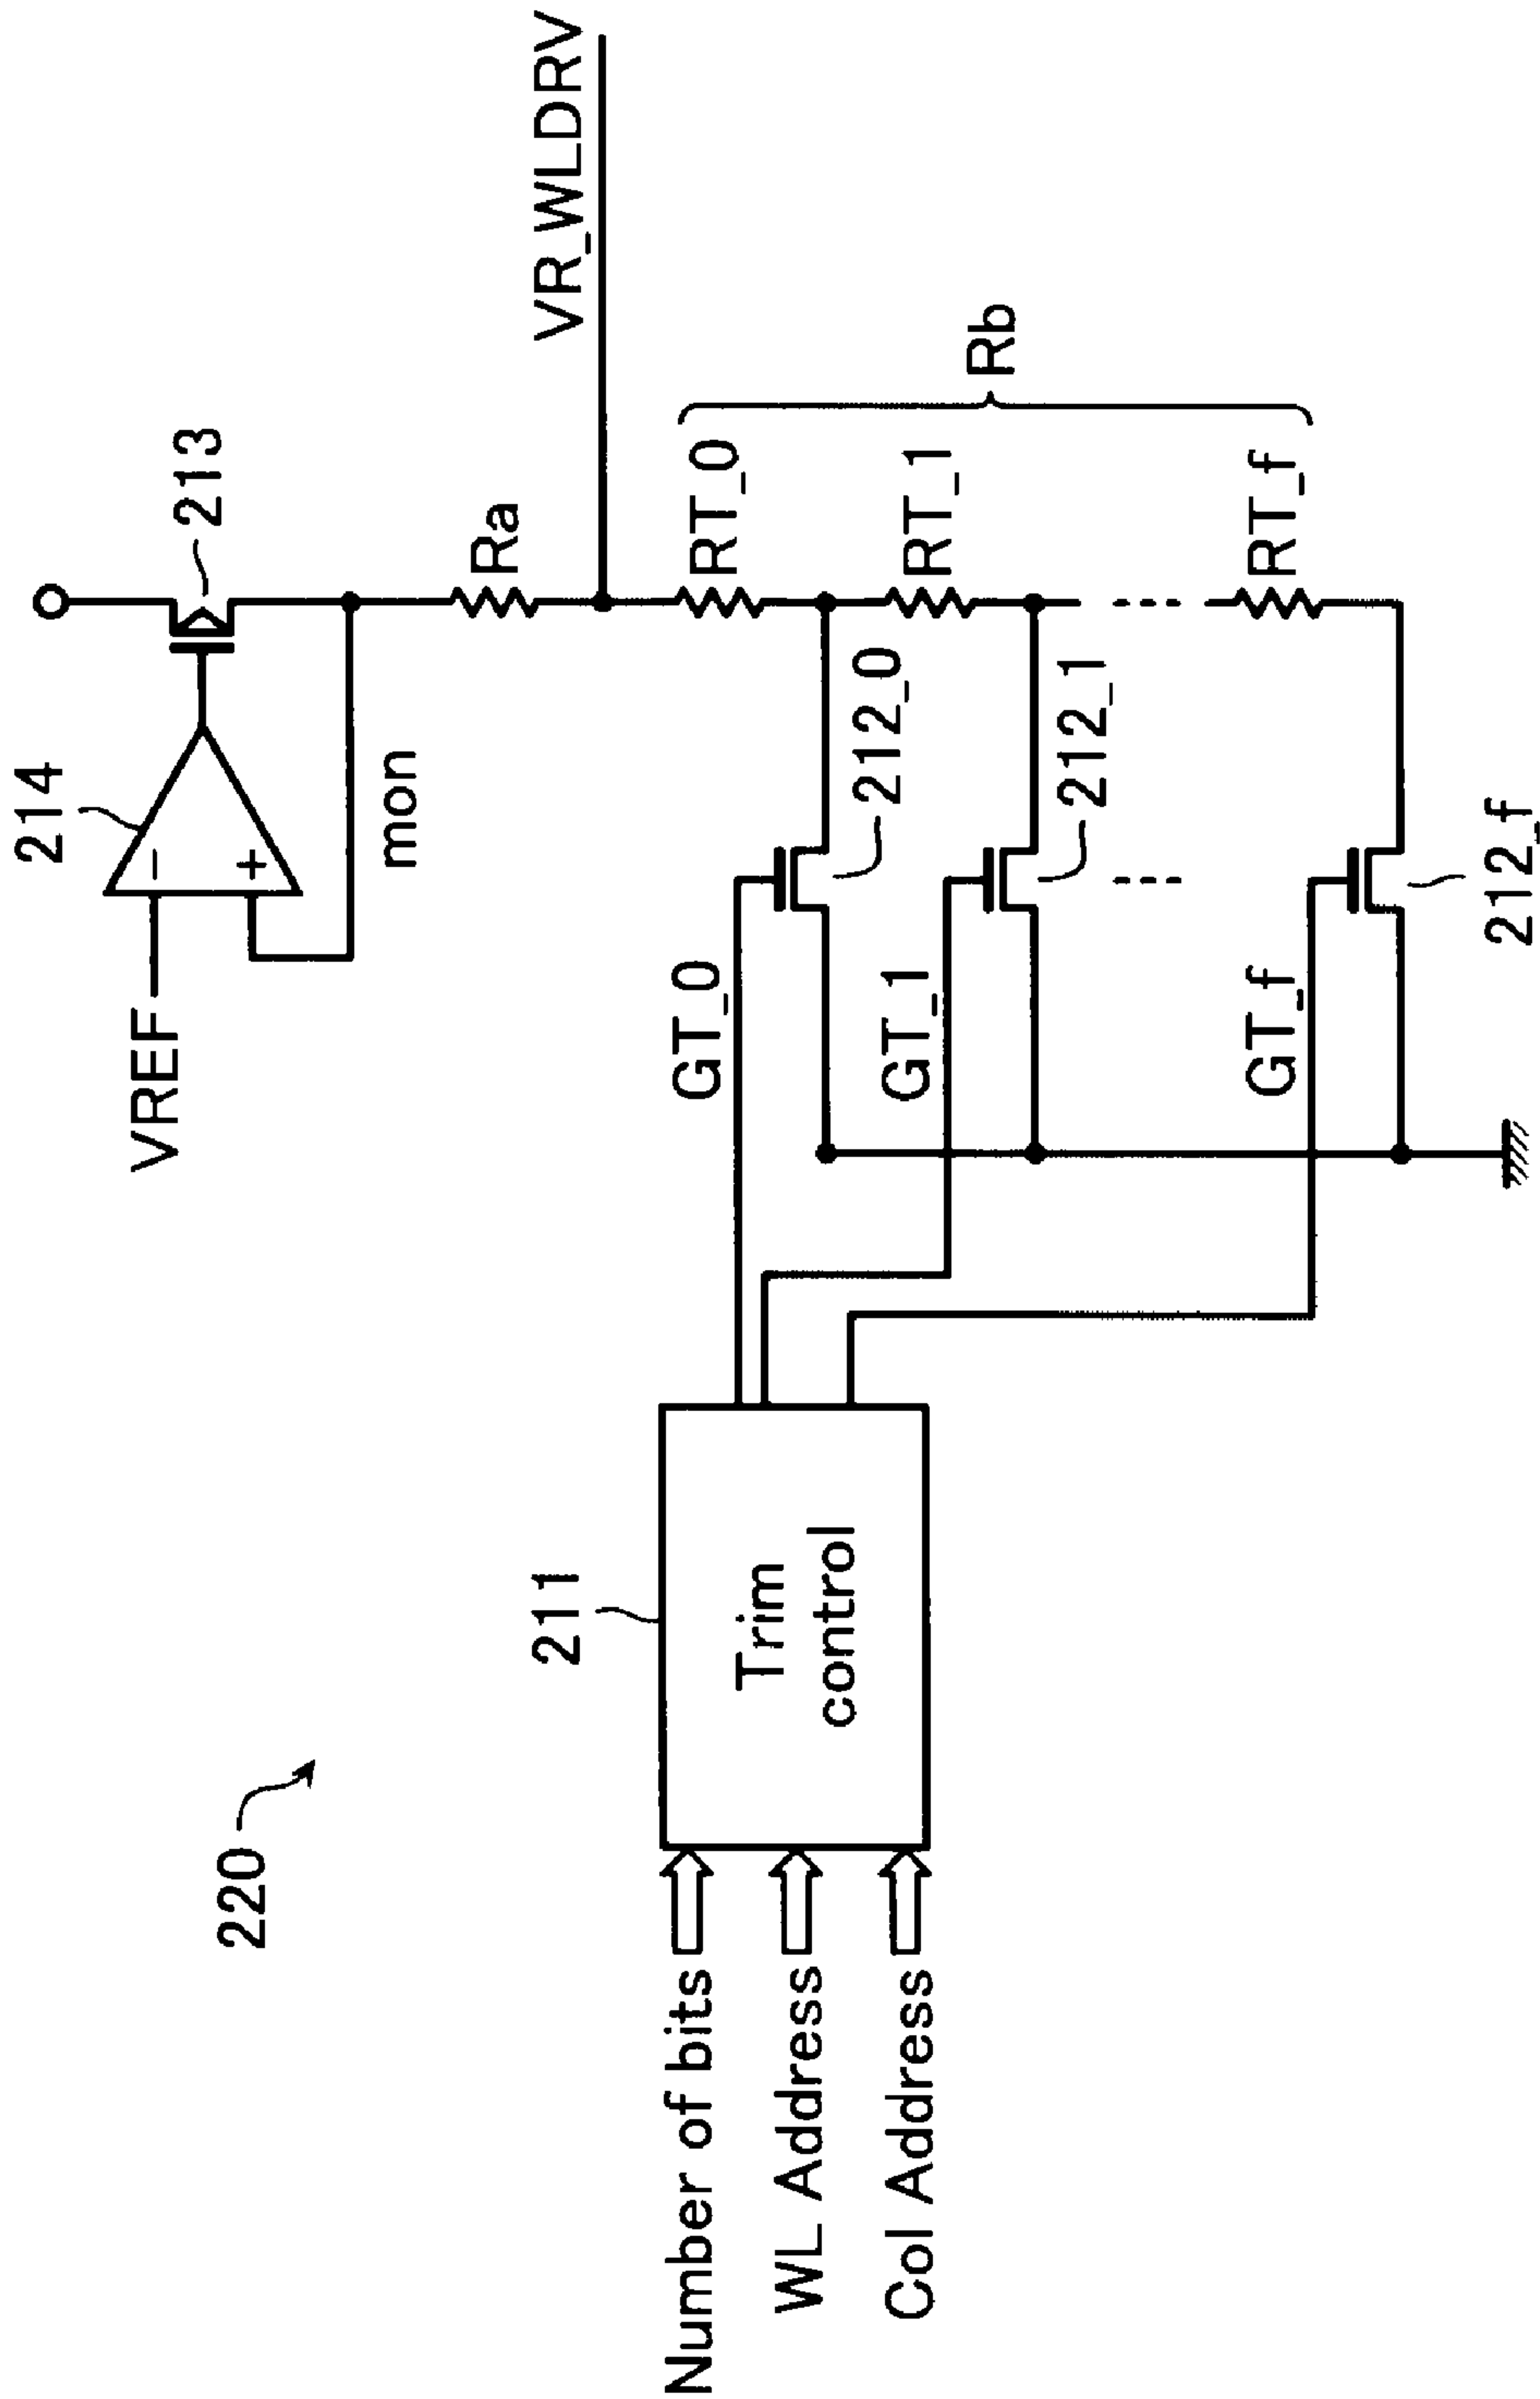 220
214
213
VREF
mon
Ra
VR_WLDRV
211
Number of bits
WL Address
Col Address
Trim
control
GT_0
RT_0
212_0
GT_1
RT_1
212_1
Rb
GT_f
RT_f
212_f
−
+